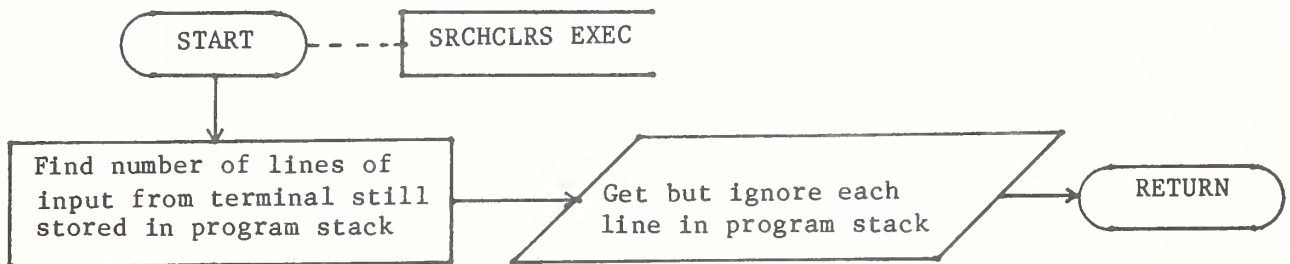 START
SRCHCLRS EXEC
Find number of lines of
input from terminal still
stored in program stack
Get but ignore each
line in program stack
RETURN